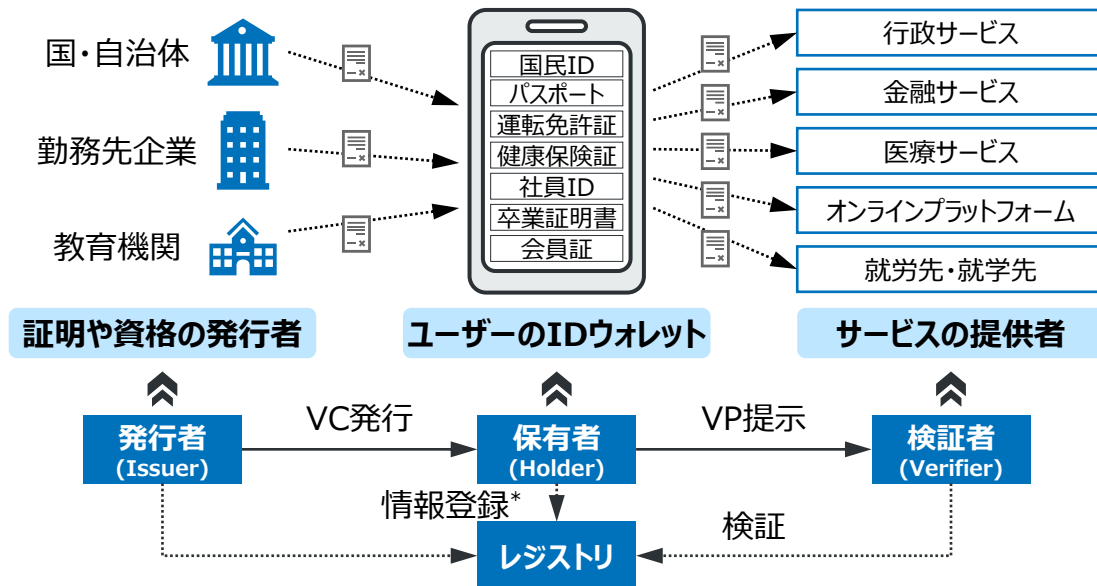 国・自治体
勤務先企業
教育機関
国民ID
パスポート
運転免許証
健康保険証
社員ID
卒業証明書
会員証
行政サービス
金融サービス
医療サービス
オンラインプラットフォーム
就労先・就学先
証明や資格の発行者
ユーザーのIDウォレット
サービスの提供者
発行者
(Issuer)
VC発行
保有者
(Holder)
VP提示
検証者
(Verifier)
情報登録*
検証
レジストリ